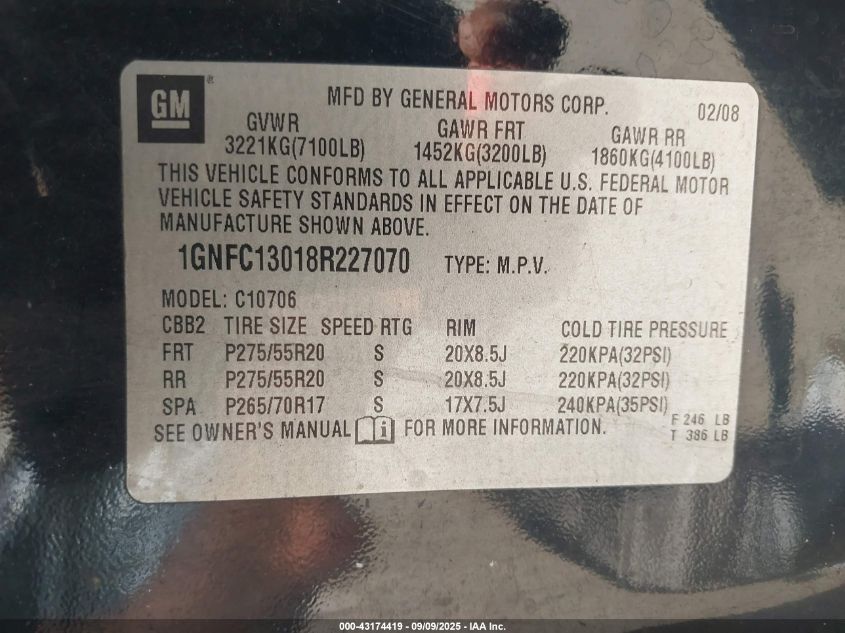 GM ®
MFD BY GENERAL MOTORS CORP. 02/08
GVWR GAWR FRT GAWR RR
3221KG(7100LB) 1452KG(3200LB) 1860KG(4100LB)
THIS VEHICLE CONFORMS TO ALL APPLICABLE U.S. FEDERAL MOTOR
VEHICLE SAFETY STANDARDS IN EFFECT ON THE DATE OF
MANUFACTURE SHOWN ABOVE.
1GNFC13018R227070 TYPE: M.P.V.
MODEL: C10706
CBB2 TIRE SIZE SPEED RTG RIM COLD TIRE PRESSURE
FRT P275/55R20 S 20X8.5J 220KPA(32PSI)
RR P275/55R20 S 20X8.5J 220KPA(32PSI)
SPA P265/70R17 S 17X7.5J 240KPA(35PSI)
SEE OWNER'S MANUAL i FOR MORE INFORMATION.
F 246 LB
T 386 LB
000-43174419 - 09/09/2025 - IAA Inc.